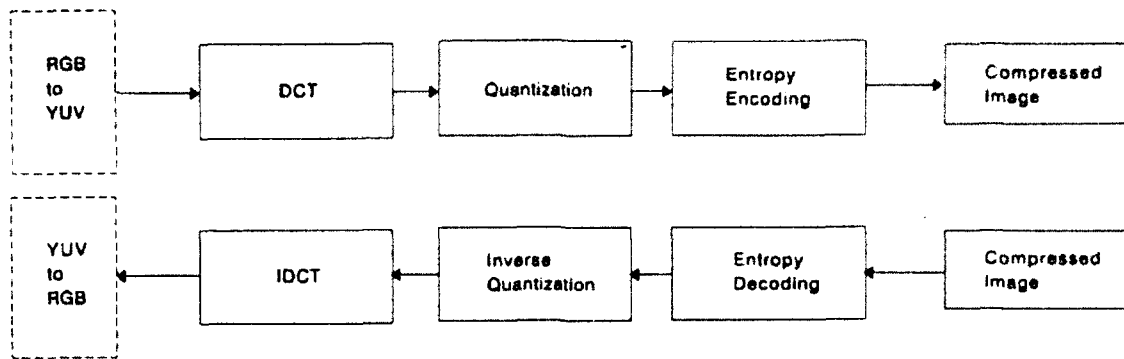 RGB
to
YUV
DCT
Quantization
Entropy
Encoding
Compressed
Image
YUV
to
RGB
IDCT
Inverse
Quantization
Entropy
Decoding
Compressed
Image